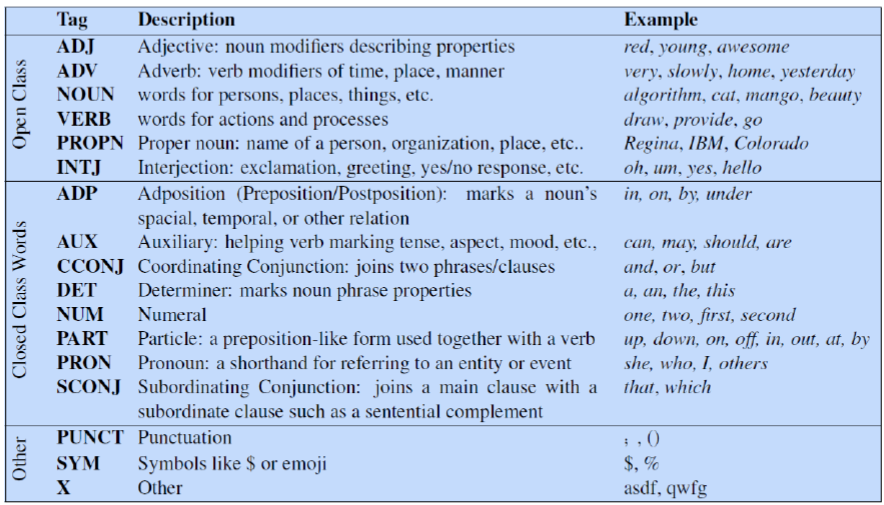 Tag Description Example
Open Class
ADJ Adjective: noun modifiers describing properties red, young, awesome
ADV Adverb: verb modifiers of time, place, manner very, slowly, home, yesterday
NOUN words for persons, places, things, etc. algorithm, cat, mango, beauty
VERB words for actions and processes draw, provide, go
PROPN Proper noun: name of a person, organization, place, etc.. Regina, IBM, Colorado
INTJ Interjection: exclamation, greeting, yes/no response, etc. oh, um, yes, hello
Closed Class Words
ADP Adposition (Preposition/Postposition): marks a noun's in, on, by, under
spacial, temporal, or other relation
AUX Auxiliary: helping verb marking tense, aspect, mood, etc., can, may, should, are
CCONJ Coordinating Conjunction: joins two phrases/clauses and, or, but
DET Determiner: marks noun phrase properties a, an, the, this
NUM Numeral one, two, first, second
PART Particle: a preposition-like form used together with a verb up, down, on, off, in, out, at, by
PRON Pronoun: a shorthand for referring to an entity or event she, who, I, others
SCONJ Subordinating Conjunction: joins a main clause with a that, which
subordinate clause such as a sentential complement
Other
PUNCT Punctuation ; , ()
SYM Symbols like $ or emoji $, %
X Other asdf, qwfg